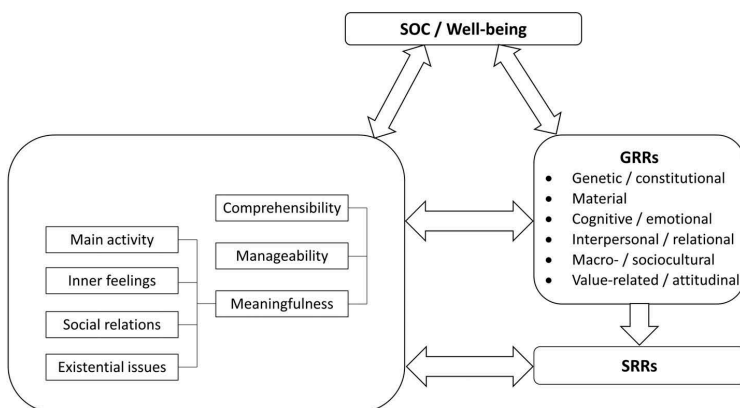 SOC / Well-being
GRRs
• Genetic / constitutional
• Material
• Cognitive / emotional
• Interpersonal / relational
• Macro- / sociocultural
• Value-related / attitudinal
Comprehensibility
Manageability
Meaningfulness
Main activity
Inner feelings
Social relations
Existential issues
SRRs